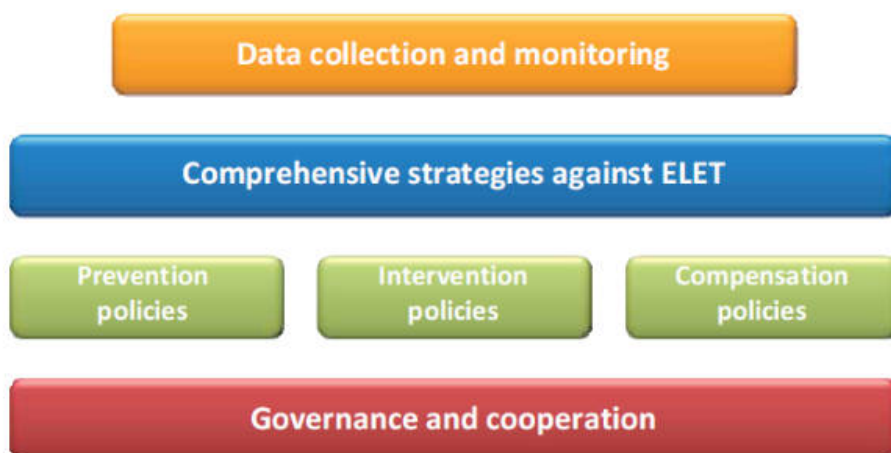 Data collection and monitoring
Comprehensive strategies against ELET
Prevention
policies
Intervention
policies
Compensation
policies
Governance and cooperation